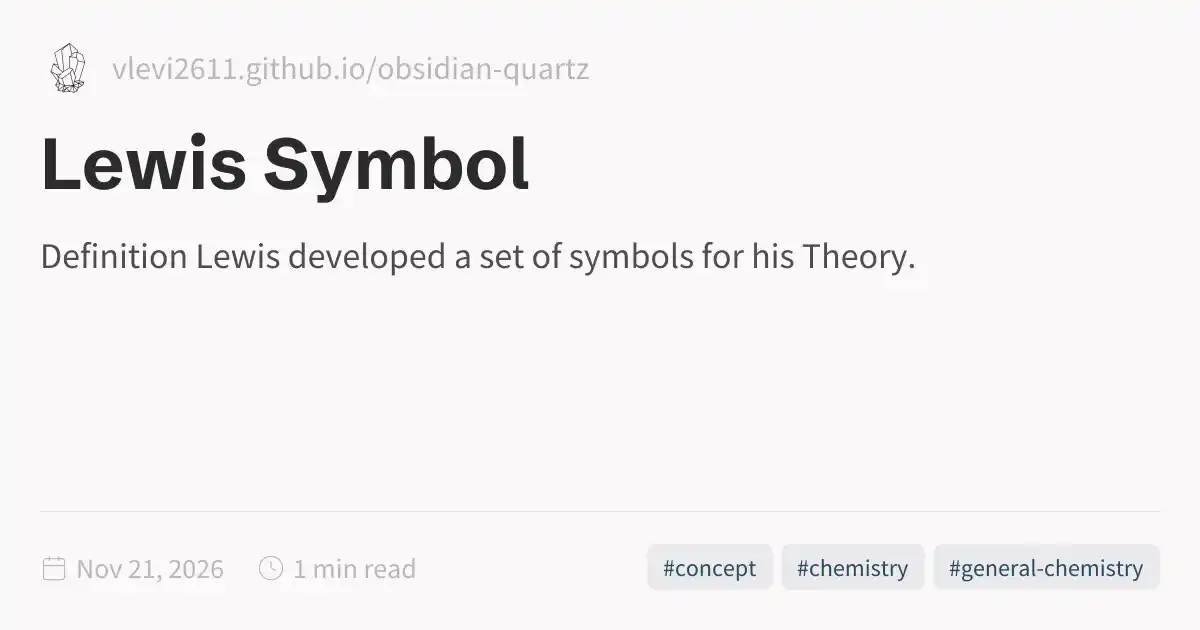 vlevi2611.github.io/obsidian-quartz
Lewis Symbol
Definition Lewis developed a set of symbols for his Theory.
Nov 21, 2026 1 min read #concept #chemistry #general-chemistry